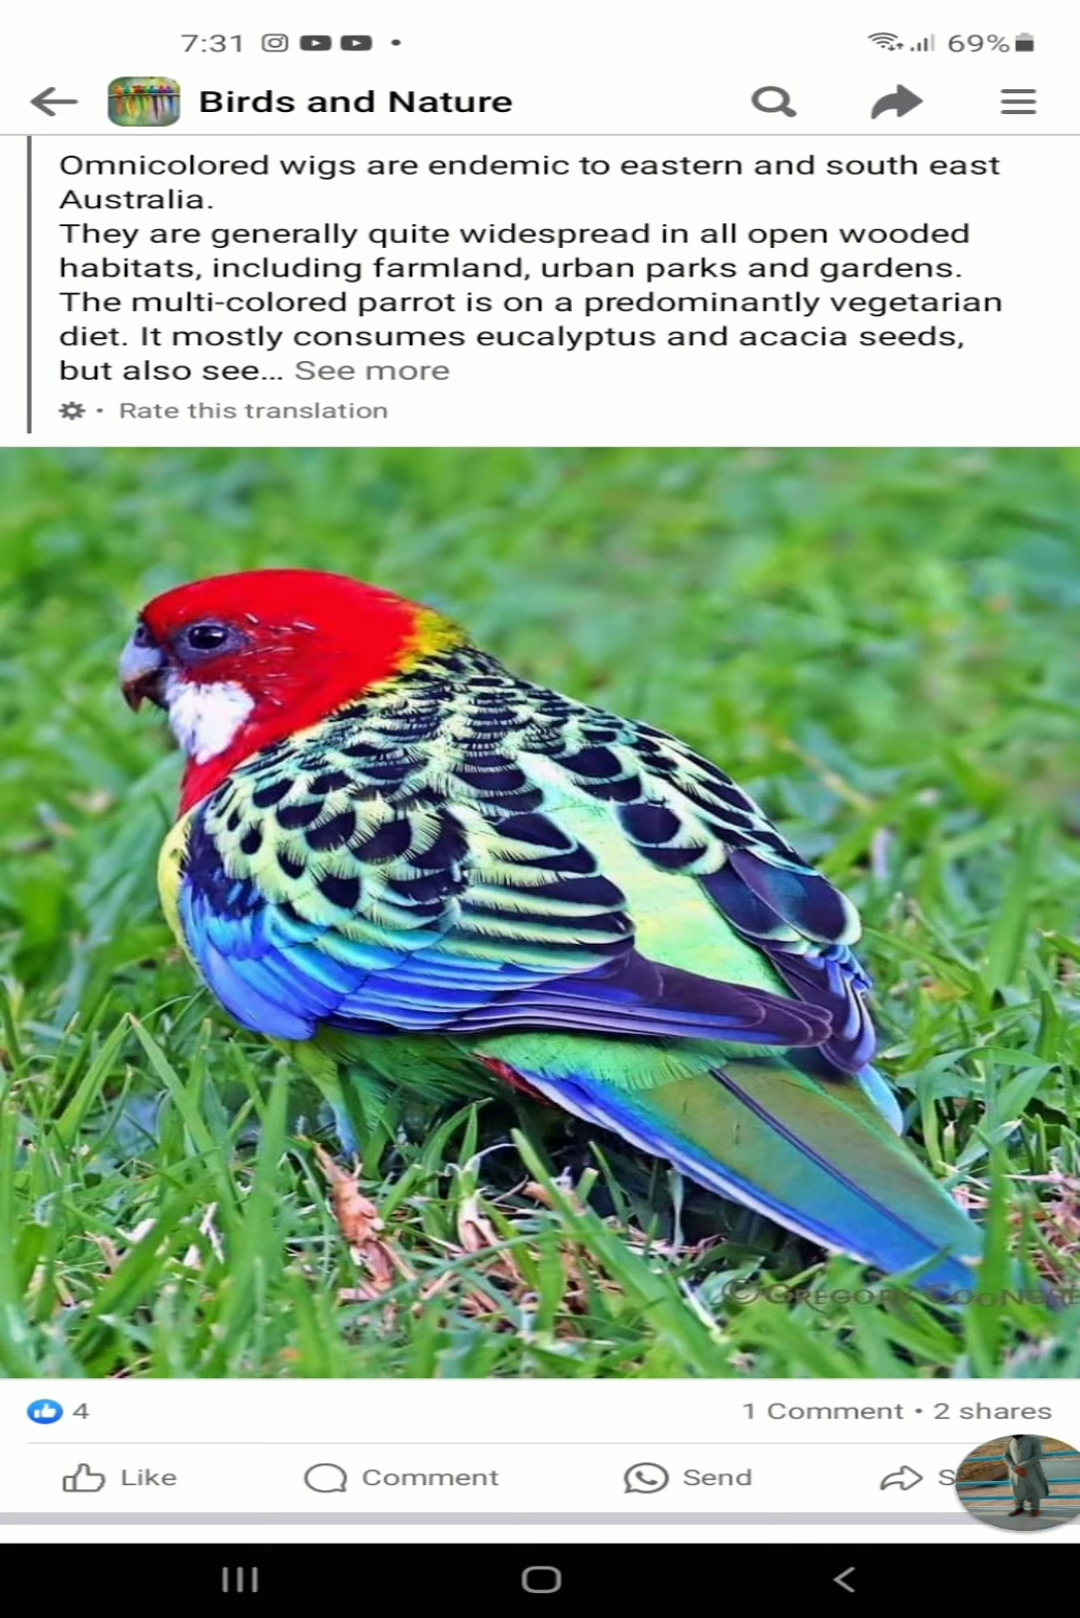 7:31
69%
Birds and Nature
Omnicolored wigs are endemic to eastern and south east
Australia.
They are generally quite widespread in all open wooded
habitats, including farmland, urban parks and gardens.
The multi-colored parrot is on a predominantly vegetarian
diet. It mostly consumes eucalyptus and acacia seeds,
but also see... See more
• Rate this translation
© GREGORY
4
1 Comment • 2 shares
Like
Comment
Send